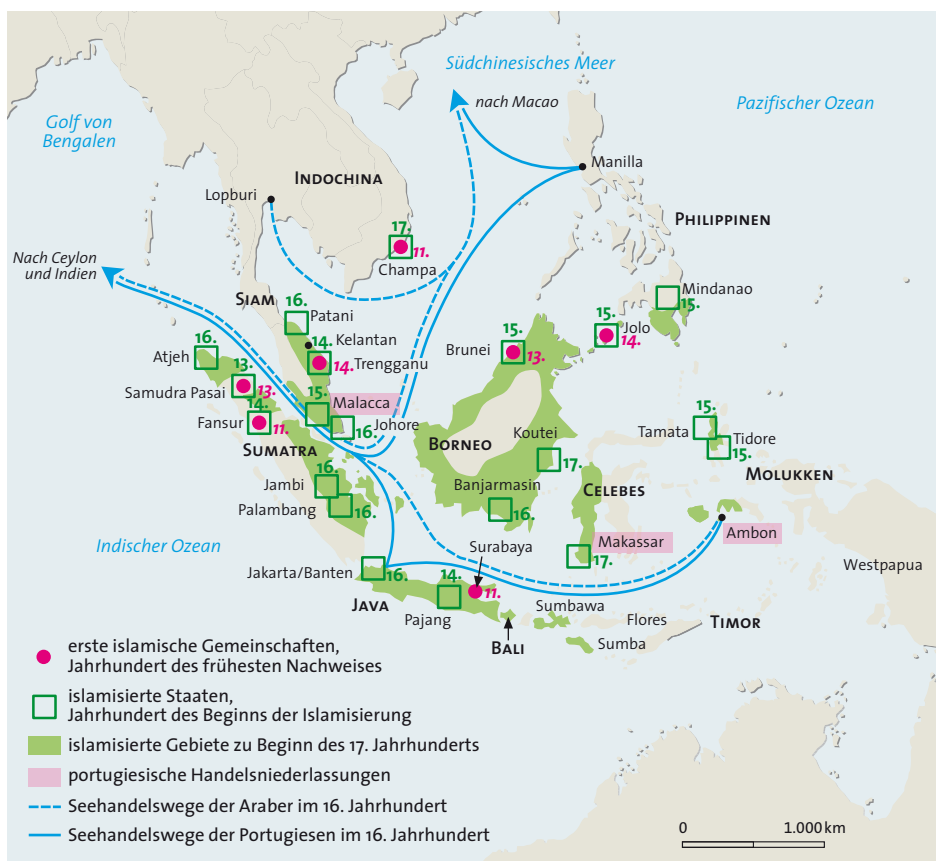 Südchinesisches Meer
nach Macao
Pazifischer Ozean
Golf von
Bengalen
Manilla
INDOCHINA
Lopburi
PHILIPPINEN
17.
11.
Champa
Nach Ceylon
und Indien
Mindanao
15.
SIAM
16.
Patani
15.
Jolo
14.
14.
Kelantan
15.
Brunei
13.
16.
Atjeh
14.
Trengganu
13.
Samudra Pasai
13.
15.
Malacca
14.
Fansur
11.
16.
Johore
15.
Tamata
Tidore
15.
SUMATRA
BORNEO
Koutei
17.
MOLUKKEN
16.
Jambi
Banjarmasin
16.
CELEBES
Palambang
16.
Ambon
Indischer Ozean
Makassar
17.
Surabaya
Westpapua
Jakarta/Banten
16.
14.
11.
JAVA
Pajang
Sumbawa
Flores
TIMOR
BALI
Sumba
erste islamische Gemeinschaften,
Jahrhundert des frühesten Nachweises
islamisierte Staaten,
Jahrhundert des Beginns der Islamisierung
islamisierte Gebiete zu Beginn des 17. Jahrhunderts
portugiesische Handelsniederlassungen
Seehandelswege der Araber im 16. Jahrhundert
Seehandelswege der Portugiesen im 16. Jahrhundert
0
1.000 km